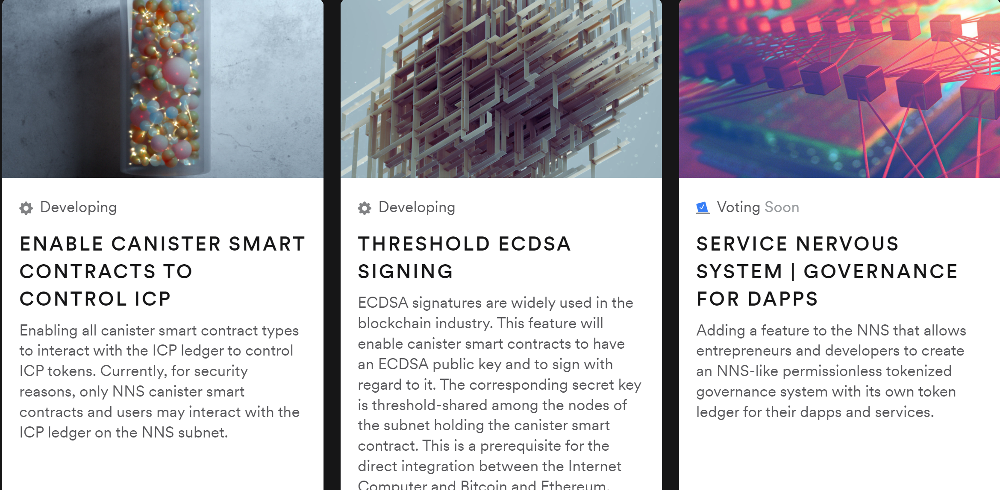 Developing
ENABLE CANISTER SMART
CONTRACTS TO
CONTROL ICP
Enabling all canister smart contract types
to interact with the ICP ledger to control
ICP tokens. Currently, for security
reasons, only NNS canister smart
contracts and users may interact with the
ICP ledger on the NNS subnet.
Developing
THRESHOLD ECDSA
SIGNING
ECDSA signatures are widely used in the
blockchain industry. This feature will
enable canister smart contracts to have
an ECDSA public key and to sign with
regard to it. The corresponding secret key
is threshold-shared among the nodes of
the subnet holding the canister smart
contract. This is a prerequisite for the
direct integration between the Internet
Computer and Bitcoin and Ethereum.
Voting Soon
SERVICE NERVOUS
SYSTEM | GOVERNANCE
FOR DAPPS
Adding a feature to the NNS that allows
entrepreneurs and developers to create
an NNS-like permissionless tokenized
governance system with its own token
ledger for their dapps and services.